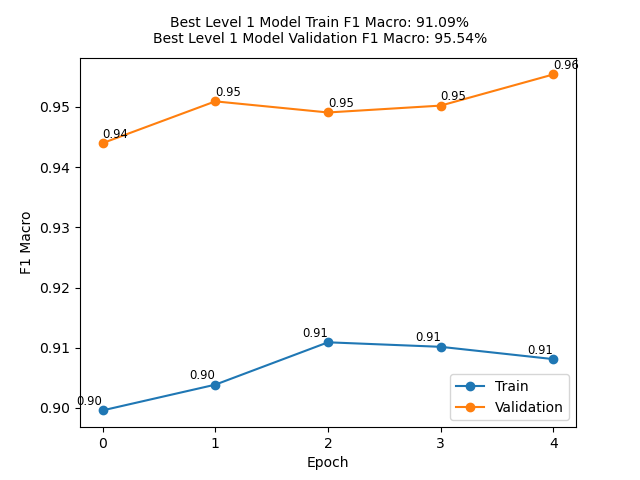 Best Level 1 Model Train F1 Macro: 91.09%
Best Level 1 Model Validation F1 Macro: 95.54%
0.96
0.95
0.95
0.95
0.94
0.95
0.94
0.93
0.92
0.91
0.90
F1 Macro
0.90
0.90
0.91
0.91
0.91
Train
Validation
0 1 2 3 4
Epoch